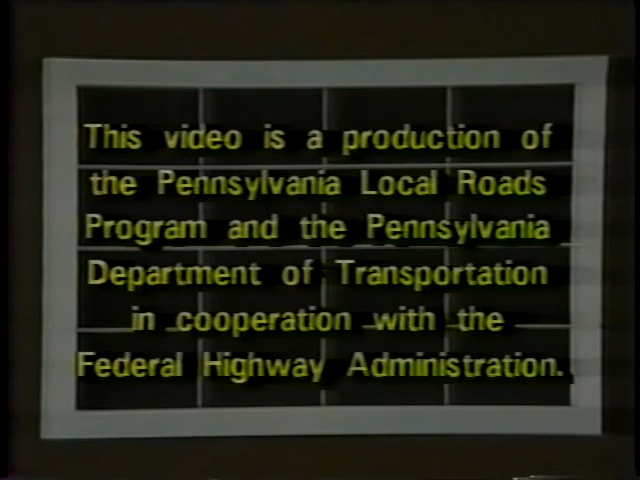 This video is a production of
the Pennsylvania Local Roads
Program and the Pennsylvania
Department of Transportation
in cooperation with the
Federal Highway Administration.